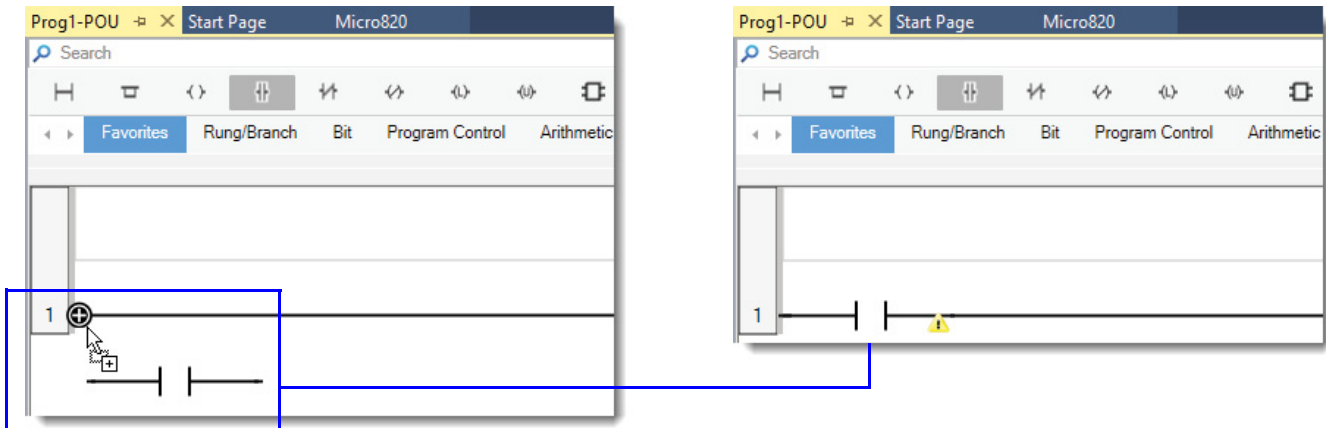 Prog1-POU Start Page Micro820
Search
(L) (U)
Favorites Rung/Branch Bit Program Control Arithmetic
1
Prog1-POU Start Page Micro820
Search
(L) (U)
Favorites Rung/Branch Bit Program Control Arithmetic
1